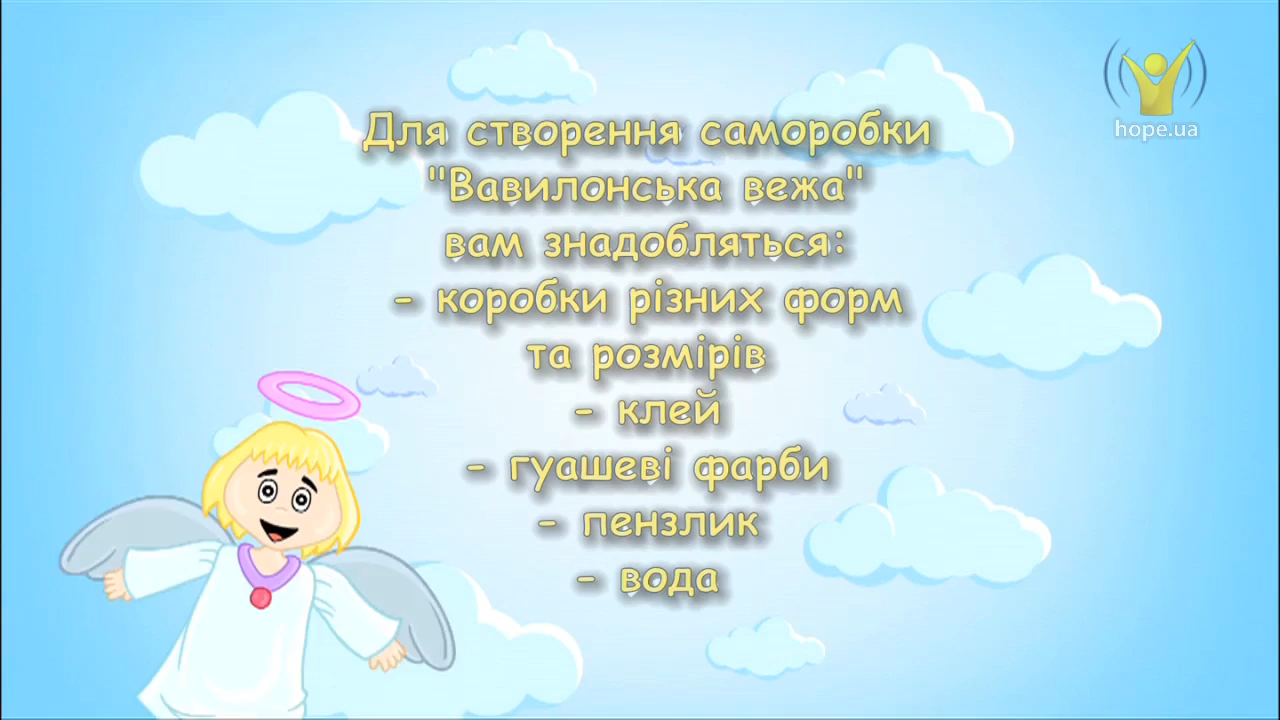 hope.ua
Для створення саморобки
"Вавилонська вежа"
вам знадобляться:
- коробки різних форм
та розмірів
- клей
- гуашеві фарби
- пензлик
- вода